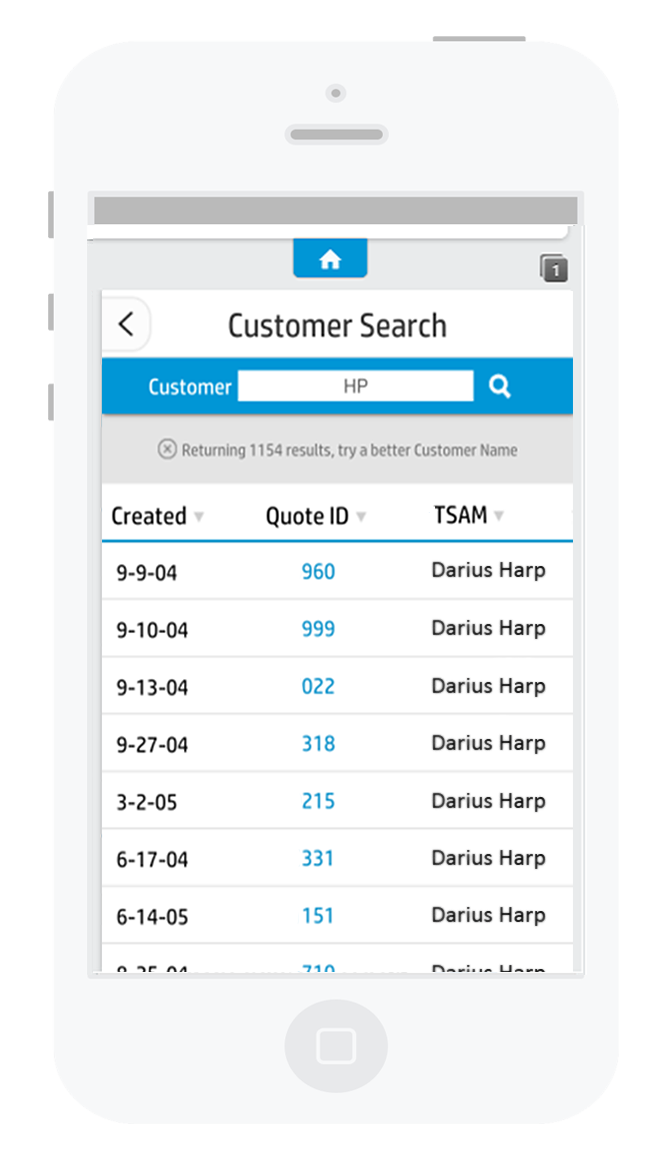 1
Customer Search
Customer HP
Returning 1154 results, try a better Customer Name
Created Quote ID TSAM
9-9-04 960 Darius Harp
9-10-04 999 Darius Harp
9-13-04 022 Darius Harp
9-27-04 318 Darius Harp
3-2-05 215 Darius Harp
6-17-04 331 Darius Harp
6-14-05 151 Darius Harp
710 Darius Harp